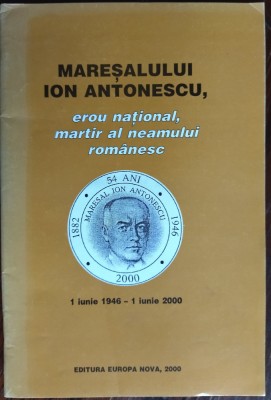 MAREȘALULUI
ION ANTONESCU,
erou național,
martir al neamului
românesc
54 ANI
MAREȘAL ION ANTONESCU
1882
1946
2000
1 iunie 1946 - 1 iunie 2000
EDITURA EUROPA NOVA, 2000